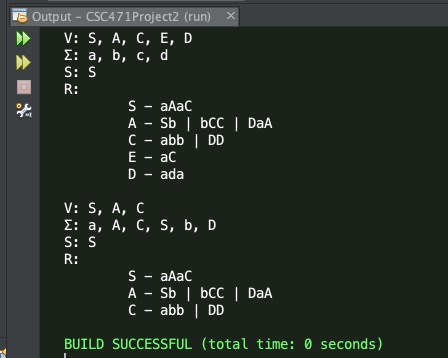 Output – CSC471Project2 (run)
V: S, A, C, E, D
Σ: a, b, c, d
S: S
R:
S – aAaC
A – Sb | bCC | DaA
C – abb | DD
E – aC
D – ada
V: S, A, C
Σ: a, A, C, S, b, D
S: S
R:
S – aAaC
A – Sb | bCC | DaA
C – abb | DD
BUILD SUCCESSFUL (total time: 0 seconds)